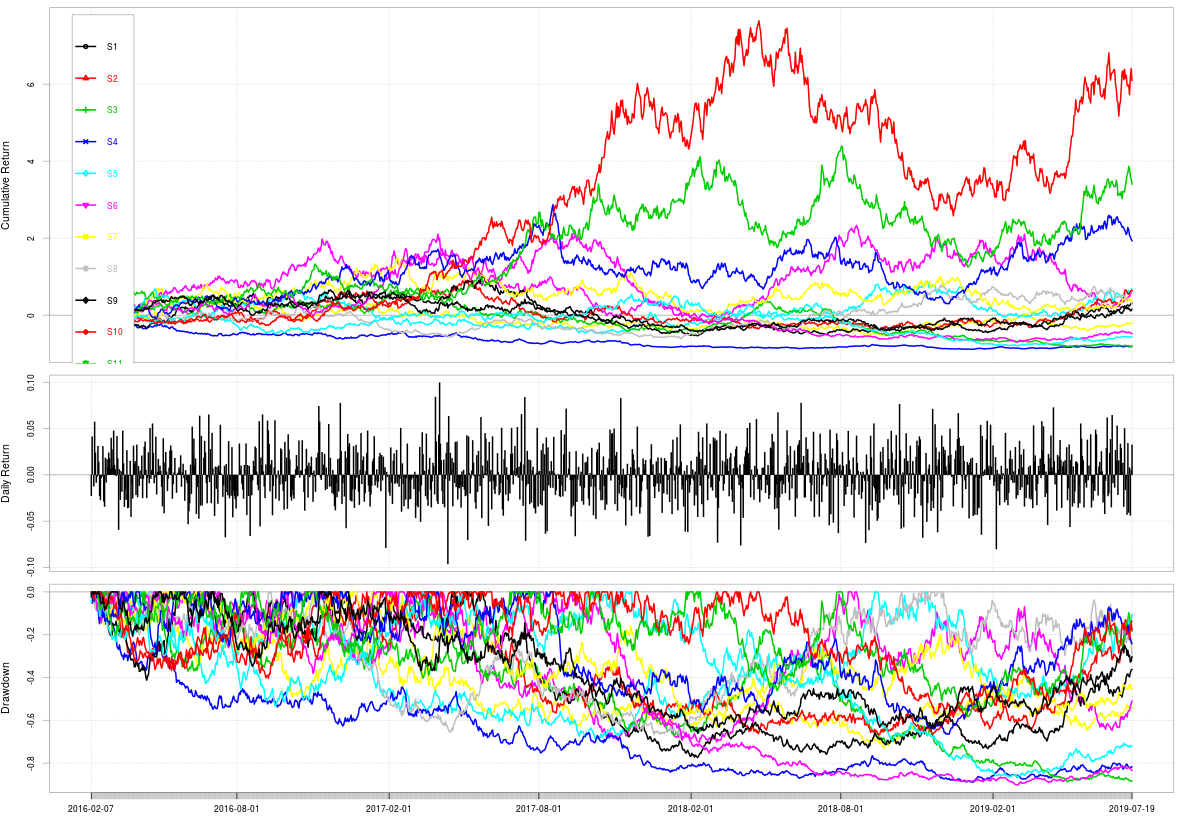 Cumulative Return
6
4
2
0
S1
S2
S3
S4
S5
S6
S7
S8
S9
S10
S11
Daily Return
0.10
0.05
0.00
-0.05
-0.10
Drawdown
0.0
-0.2
-0.4
-0.6
-0.8
2016-02-07 2016-08-01 2017-02-01 2017-08-01 2018-02-01 2018-08-01 2019-02-01 2019-07-19